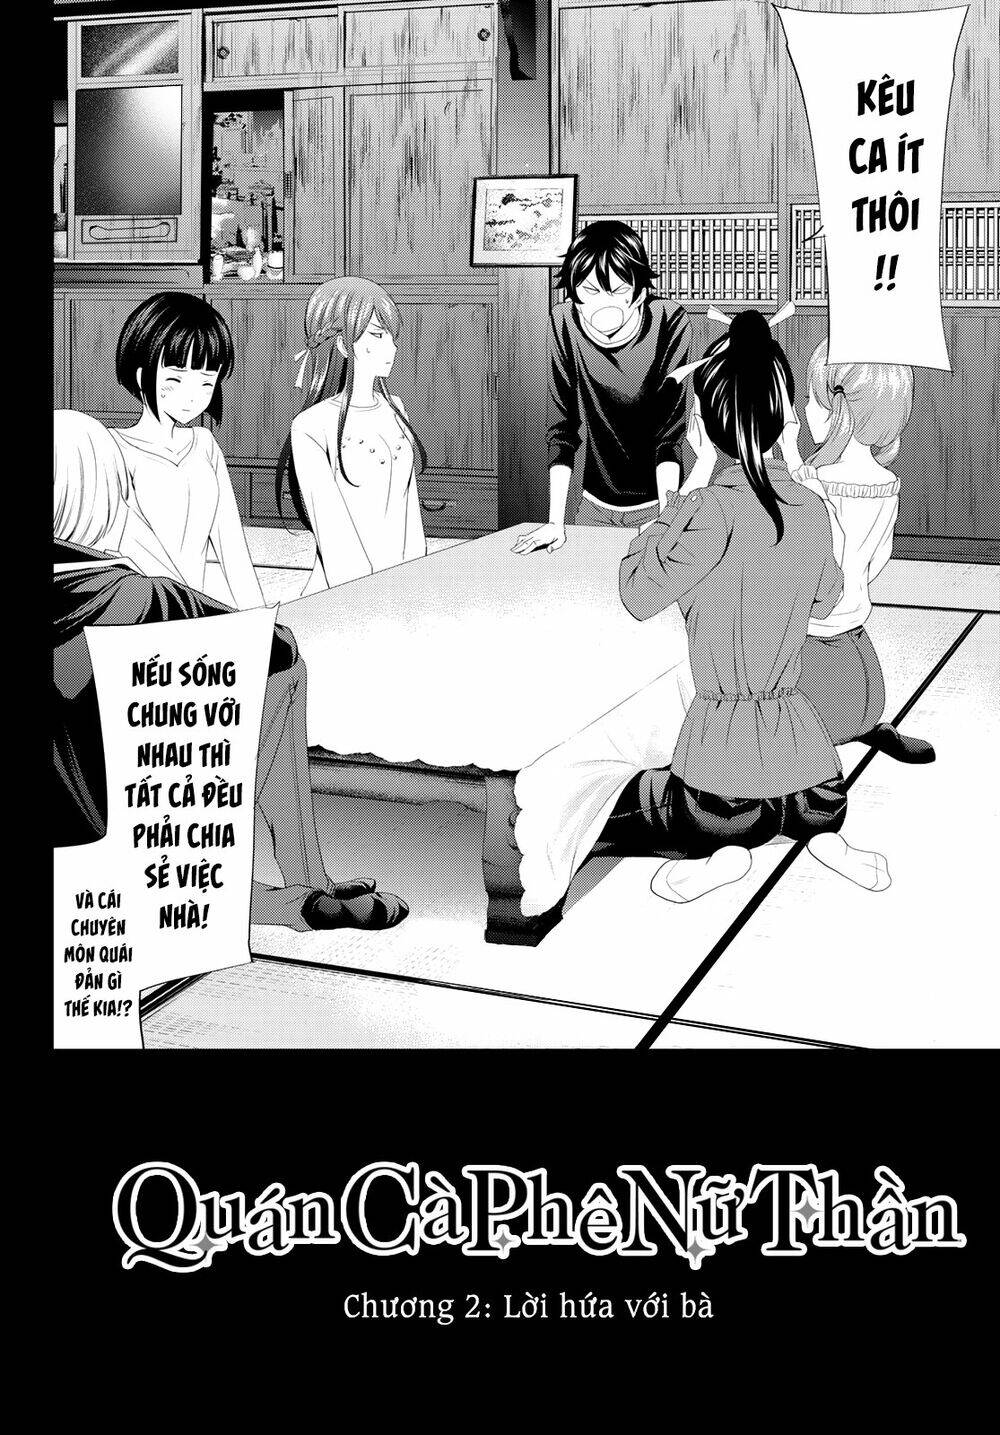 KÊU
CA ÍT
THÔI
!!
NẾU SỐNG
CHUNG VỚI
NHAU THÌ
TẤT CẢ ĐỀU
PHẢI CHIA
SẺ VIỆC
NHÀ!
VÀ CÁI
CHUYÊN
MÔN QUÁI
ĐẢN GÌ
THẾ KIA!?
Quán Cà Phê Nữ Thần
Chương 2: Lời hứa với bà